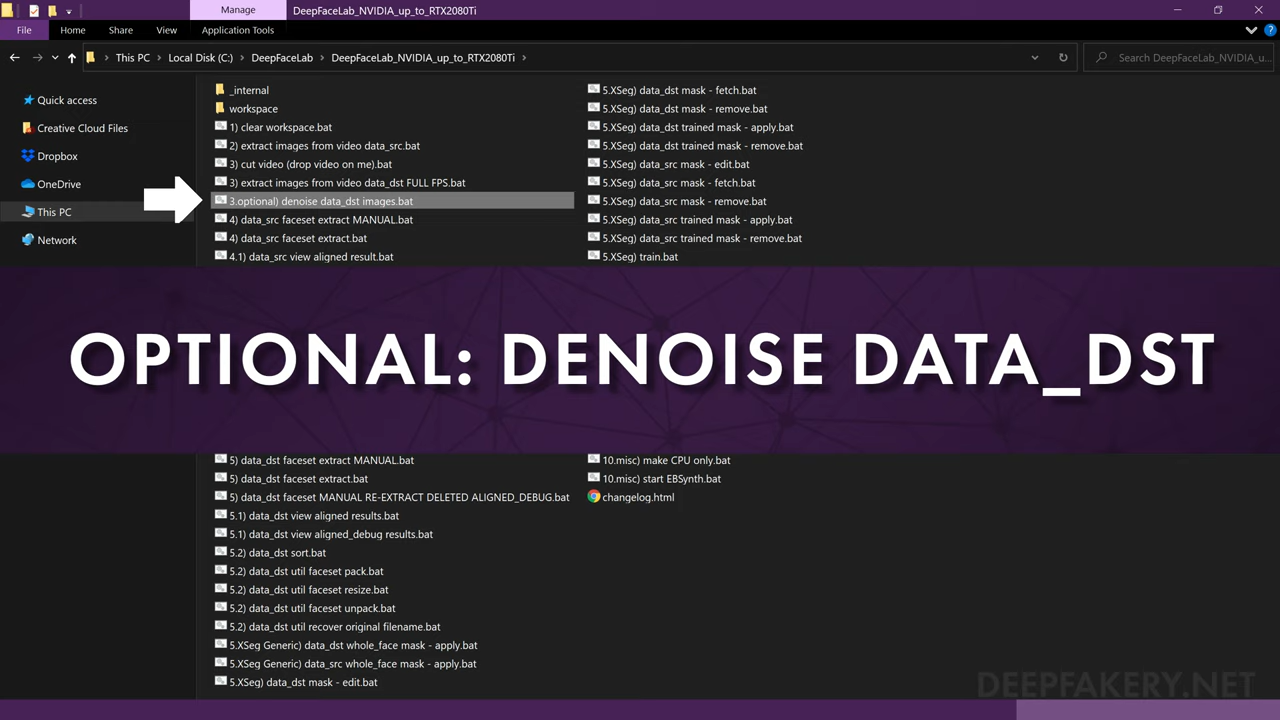 Manage
DeepFaceLab_NVIDIA_up_to_RTX2080Ti
File
Home
Share
View
Application Tools
This PC
Local Disk (C:)
DeepFaceLab
DeepFaceLab_NVIDIA_up_to_RTX2080Ti
Search DeepFaceLab_NVIDIA_u...
Quick access
Creative Cloud Files
Dropbox
OneDrive
This PC
Network
_internal
workspace
1) clear workspace.bat
2) extract images from video data_src.bat
3) cut video (drop video on me).bat
3) extract images from video data_dst FULL FPS.bat
3.optional) denoise data_dst images.bat
4) data_src faceset extract MANUAL.bat
4) data_src faceset extract.bat
4.1) data_src view aligned result.bat
5.XSeg) data_dst mask - fetch.bat
5.XSeg) data_dst mask - remove.bat
5.XSeg) data_dst trained mask - apply.bat
5.XSeg) data_dst trained mask - remove.bat
5.XSeg) data_src mask - edit.bat
5.XSeg) data_src mask - fetch.bat
5.XSeg) data_src mask - remove.bat
5.XSeg) data_src trained mask - apply.bat
5.XSeg) data_src trained mask - remove.bat
5.XSeg) train.bat
OPTIONAL: DENOISE DATA_DST
5) data_dst faceset extract MANUAL.bat
5) data_dst faceset extract.bat
5) data_dst faceset MANUAL RE-EXTRACT DELETED ALIGNED_DEBUG.bat
5.1) data_dst view aligned results.bat
5.1) data_dst view aligned_debug results.bat
5.2) data_dst sort.bat
5.2) data_dst util faceset pack.bat
5.2) data_dst util faceset resize.bat
5.2) data_dst util faceset unpack.bat
5.2) data_dst util recover original filename.bat
5.XSeg Generic) data_dst whole_face mask - apply.bat
5.XSeg Generic) data_src whole_face mask - apply.bat
5.XSeg) data_dst mask - edit.bat
10.misc) make CPU only.bat
10.misc) start EBSynth.bat
changelog.html
DEEPFAKERY.NET